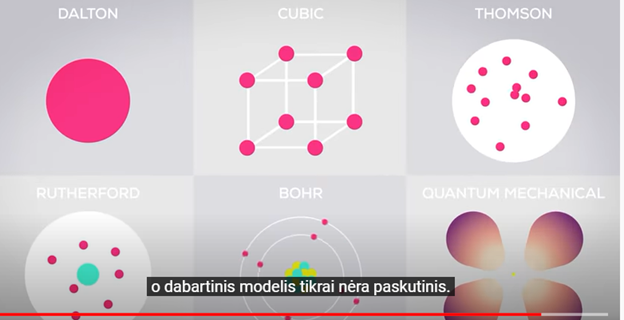 DALTON
CUBIC
THOMSON
RUTHERFORD
BOHR
QUANTUM MECHANICAL
o dabartinis modelis tikrai nėra paskutinis.